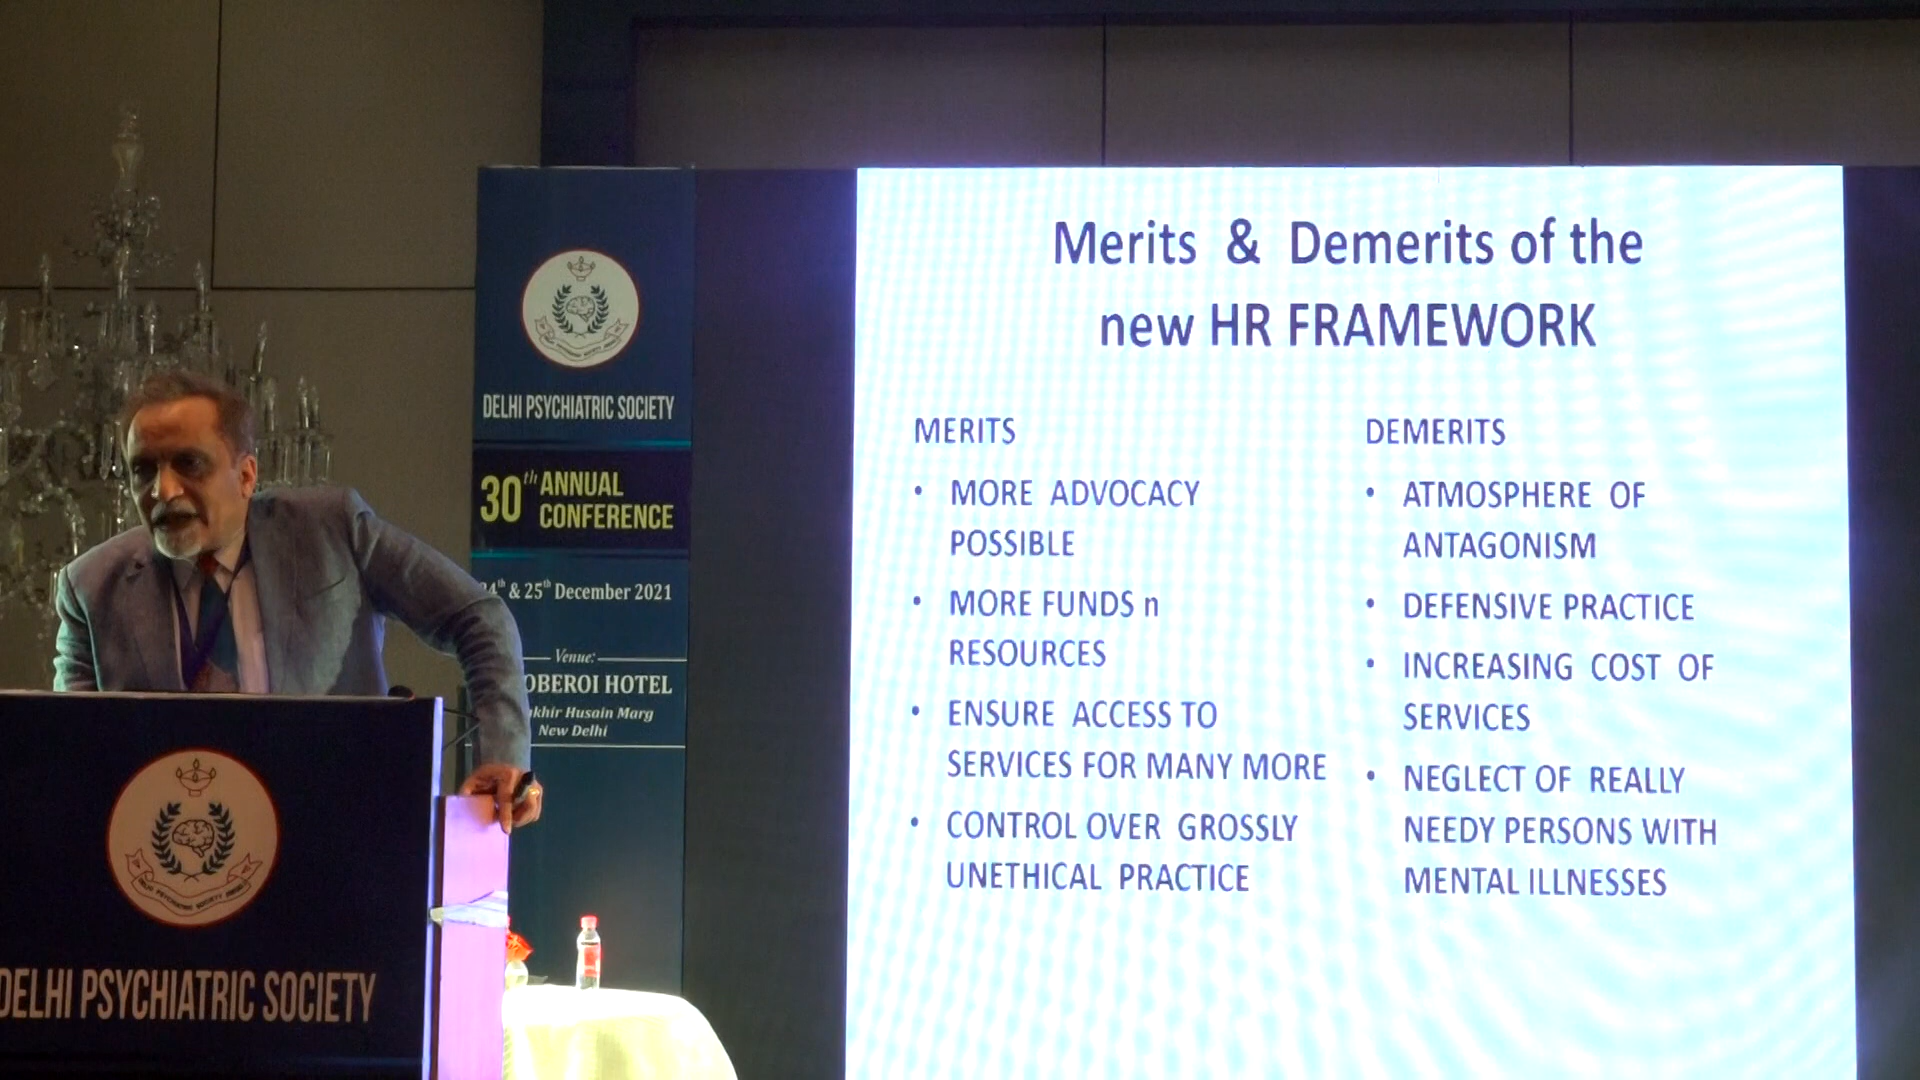 DELHI PSYCHIATRIC SOCIETY
30th ANNUAL
CONFERENCE
& 25th December 2021
Venue:
OBEROI HOTEL
Husain Marg
New Delhi
DELHI PSYCHIATRIC SOCIETY
Merits & Demerits of the
new HR FRAMEWORK
MERITS
• MORE ADVOCACY
POSSIBLE
• MORE FUNDS n
RESOURCES
• ENSURE ACCESS TO
SERVICES FOR MANY MORE
• CONTROL OVER GROSSLY
UNETHICAL PRACTICE
DEMERITS
• ATMOSPHERE OF
ANTAGONISM
• DEFENSIVE PRACTICE
• INCREASING COST OF
SERVICES
• NEGLECT OF REALLY
NEEDY PERSONS WITH
MENTAL ILLNESSES